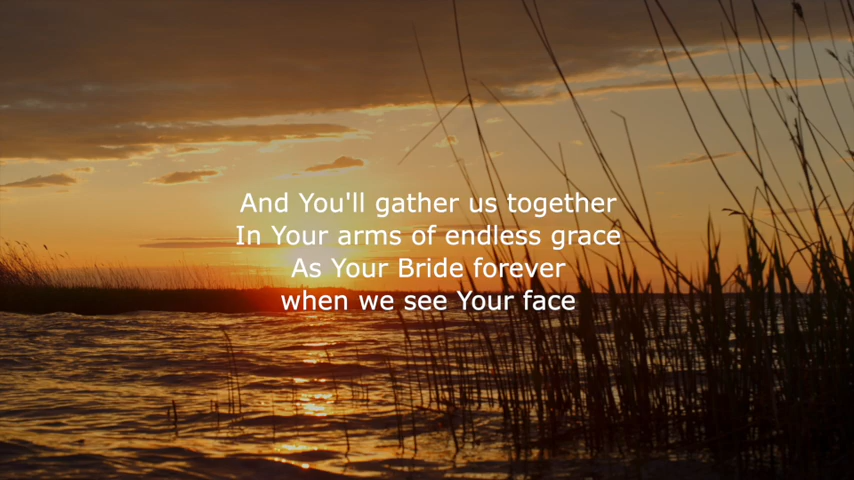 And You'll gather us together
In Your arms of endless grace
As Your Bride forever
when we see Your face